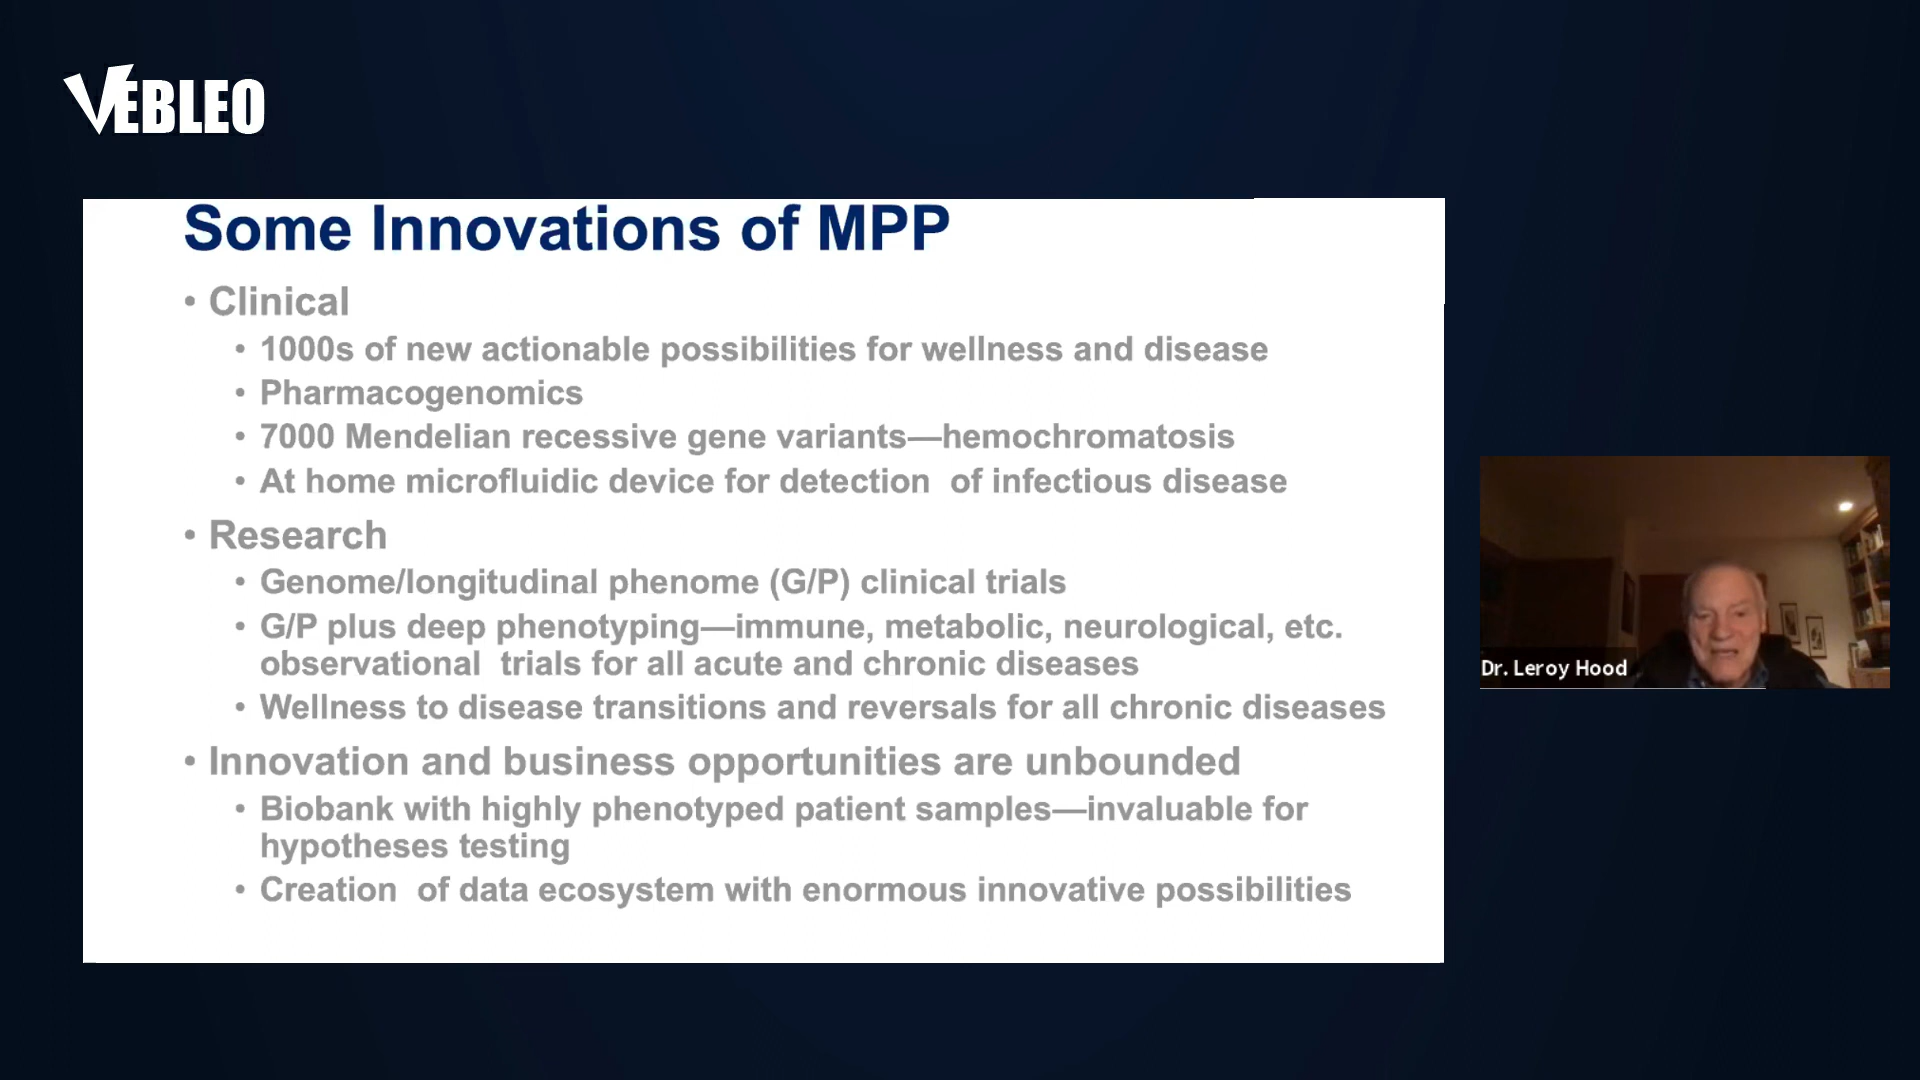 VEBLEO
Some Innovations of MPP
• Clinical
• 1000s of new actionable possibilities for wellness and disease
• Pharmacogenomics
• 7000 Mendelian recessive gene variants—hemochromatosis
• At home microfluidic device for detection  of infectious disease
• Research
• Genome/longitudinal phenome (G/P) clinical trials
• G/P plus deep phenotyping—immune, metabolic, neurological, etc.
observational  trials for all acute and chronic diseases
• Wellness to disease transitions and reversals for all chronic diseases
• Innovation and business opportunities are unbounded
• Biobank with highly phenotyped patient samples—invaluable for
hypotheses testing
• Creation  of data ecosystem with enormous innovative possibilities
Dr. Leroy Hood